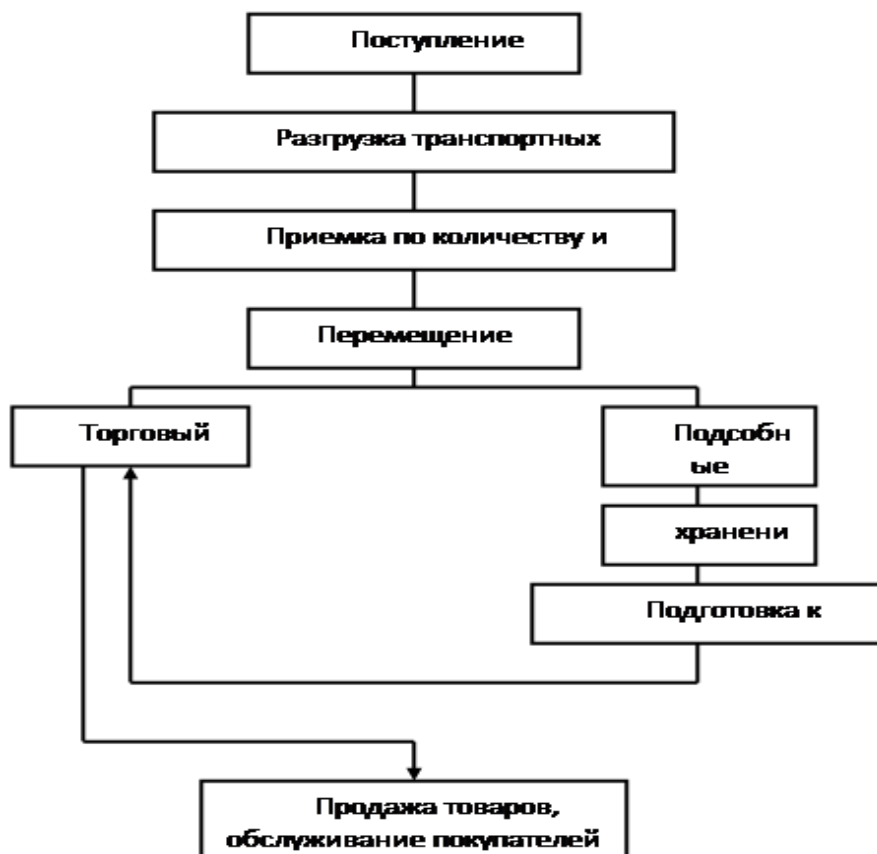 Поступление
Разгрузка транспортных
Приемка по количеству и
Перемещение
Торговый
Подсобн
ые
хранени
Подготовка к
Продажа товаров,
обслуживание покупателей